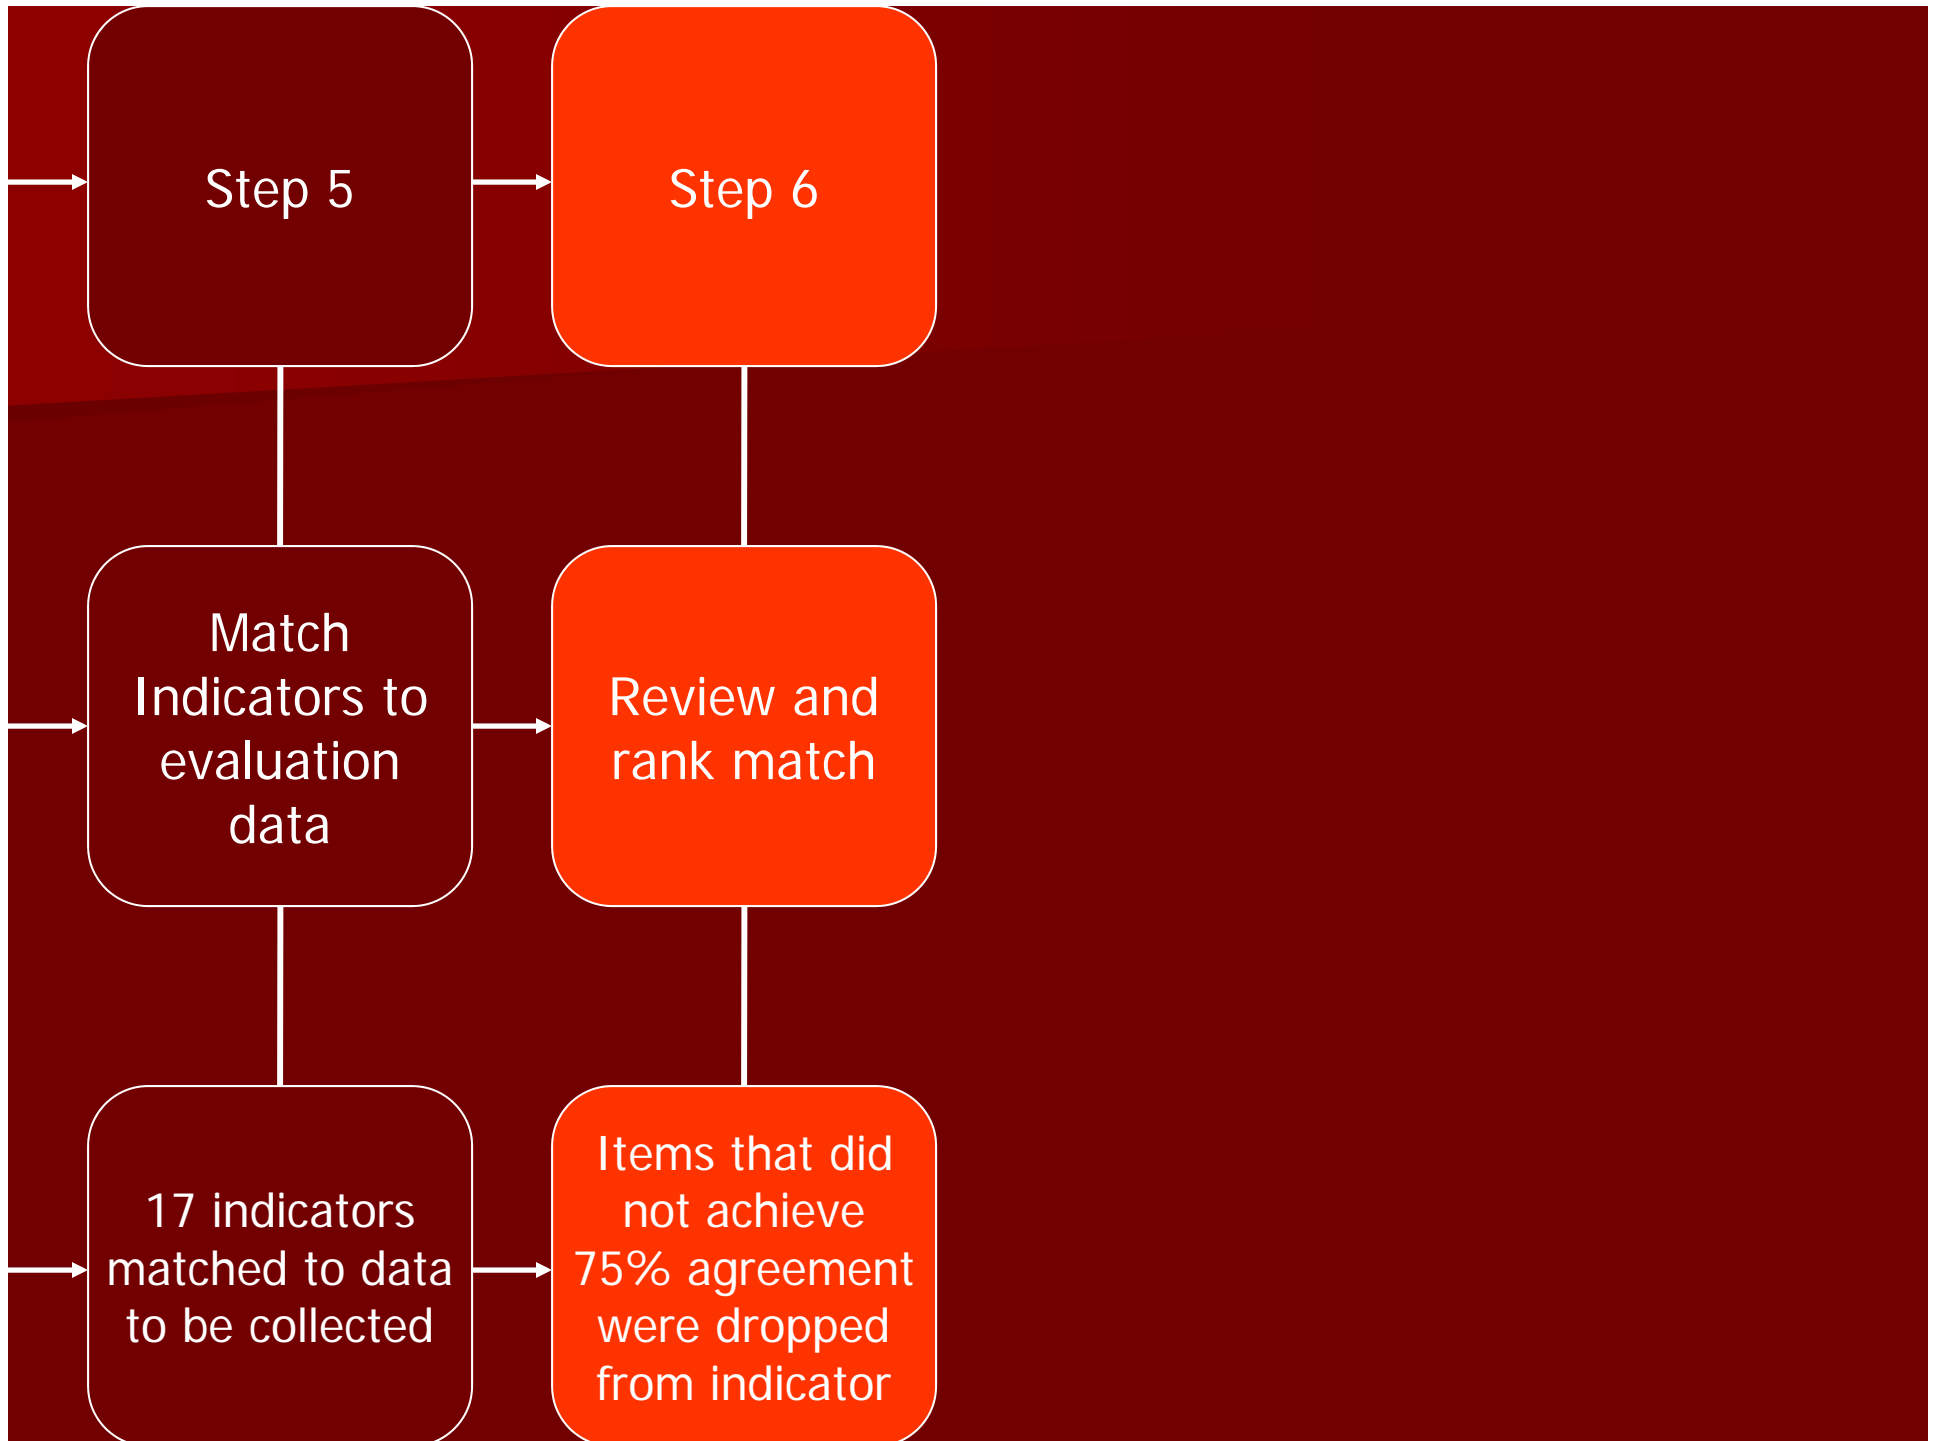 Step 5
Step 6
Match
Indicators to
evaluation
data
Review and
rank match
17 indicators
matched to data
to be collected
Items that did
not achieve
75% agreement
were dropped
from indicator